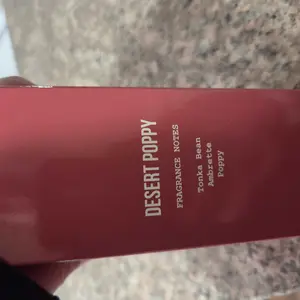 DESERT POPPY
FRAGRANCE NOTES
Tonka Bean
Ambrette
Poppy